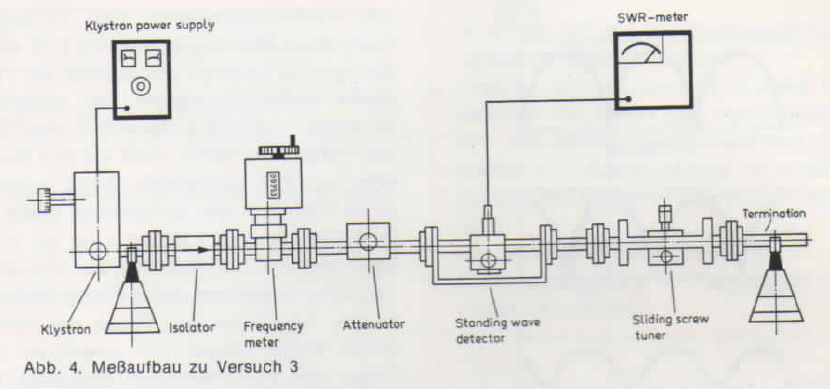 Klystron power supply
SWR-meter
09753
Termination
Klystron
Isolator
Frequency
meter
Attenuator
Standing wave
detector
Sliding screw
tuner
Abb. 4. Meßaufbau zu Versuch 3